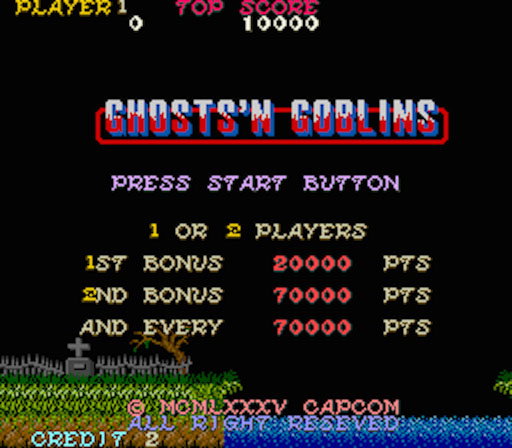 PLAYER 1 TOP SCORE
0 10000
GHOSTS'N GOBLINS
PRESS START BUTTON
1 OR 2 PLAYERS
1ST BONUS 20000 PTS
2ND BONUS 70000 PTS
AND EVERY 70000 PTS
© MCMLXXXV CAPCOM
ALL RIGHT RESEVED
CREDIT 2